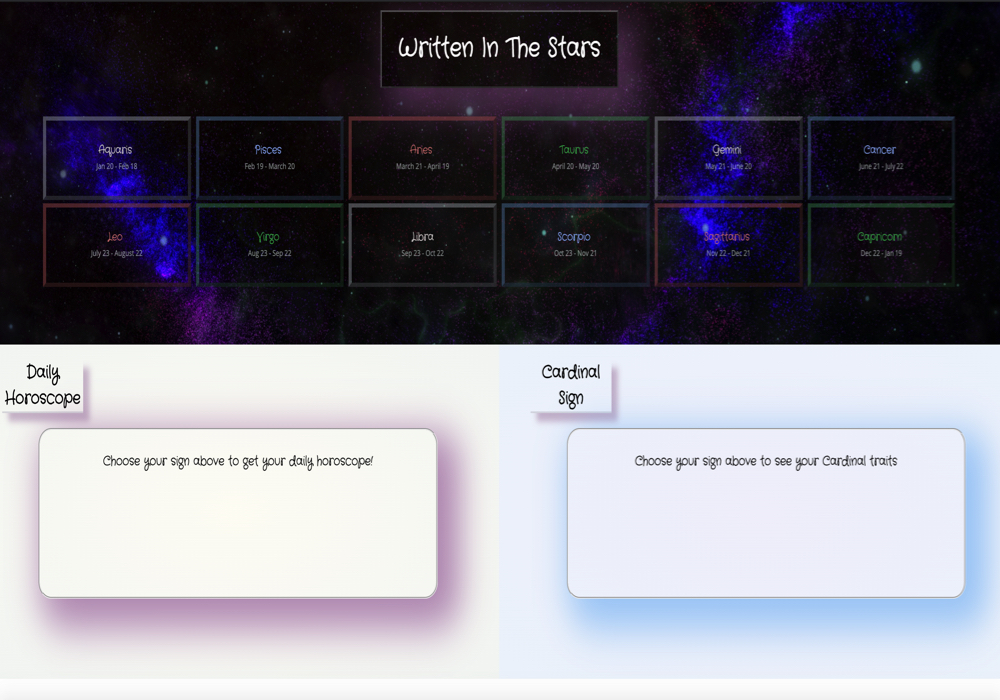 Written In The Stars
Aquaris
Jan 20 - Feb 18
Pisces
Feb 19 - March 20
Aries
March 21 - April 19
Taurus
April 20 - May 20
Gemini
May 21 - June 20
Cancer
June 21 - July 22
Leo
July 23 - August 22
Virgo
Aug 23 - Sep 22
Libra
Sep 23 - Oct 22
Scorpio
Oct 23 - Nov 21
Sagittarius
Nov 22 - Dec 21
Capricorn
Dec 22 - Jan 19
Daily
Horoscope
Choose your sign above to get your daily horoscope!
Cardinal
Sign
Choose your sign above to see your Cardinal traits